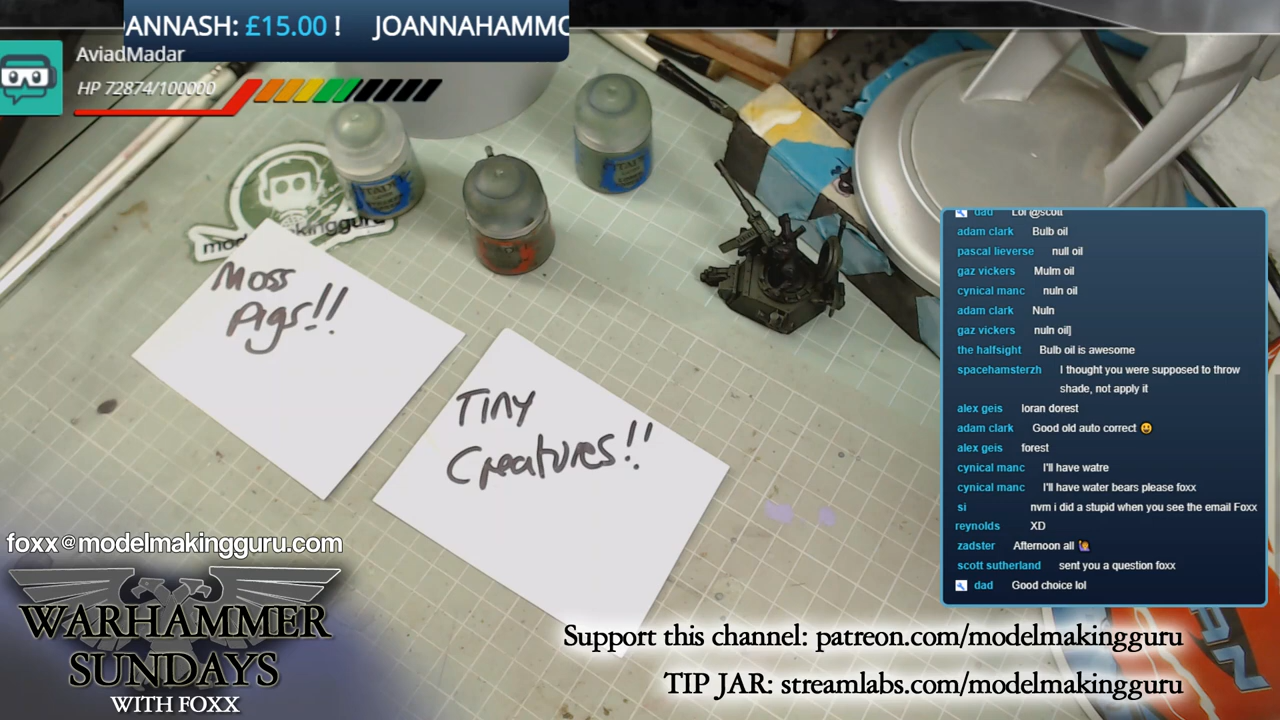 ANNASH: £15.00 ! JOANNAHAMMO
AviadMadar
HP 72874/100000
Moss
Pigs!!
Tiny
Creatures!!
dad Lol @scott
adam clark Bulb oil
pascal lieverse null oil
gaz vickers Mulm oil
cynical manc nuln oil
adam clark Nuln
gaz vickers nuln oil]
the halfsight Bulb oil is awesome
spacehamsterzh I thought you were supposed to throw
shade, not apply it
alex geis loran dorest
adam clark Good old auto correct 😀
alex geis forest
cynical manc I'll have watre
cynical manc I'll have water bears please foxx
si nvm i did a stupid when you see the email Foxx
reynolds XD
zadster Afternoon all 🙋
scott sutherland sent you a question foxx
dad Good choice lol
foxx@modelmakingguru.com
WARHAMMER
SUNDAYS
WITH FOXX
Support this channel: patreon.com/modelmakingguru
TIP JAR: streamlabs.com/modelmakingguru